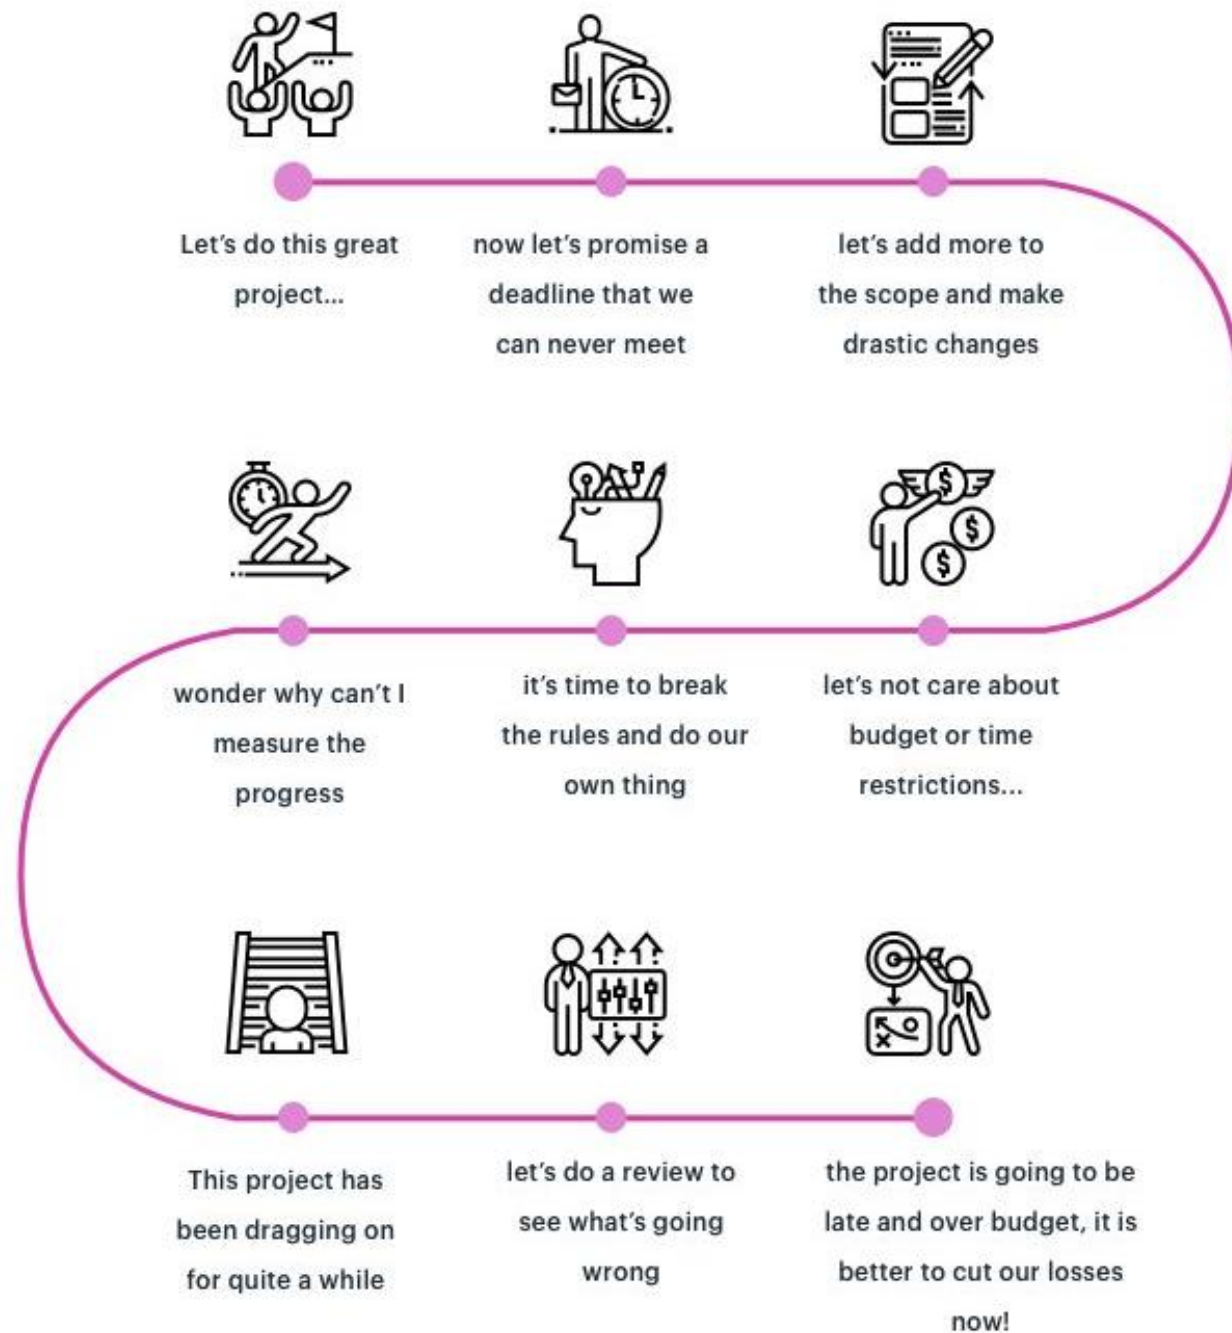 Let's do this great
project...
now let's promise a
deadline that we
can never meet
let's add more to
the scope and make
drastic changes
let's not care about
budget or time
restrictions...
it's time to break
the rules and do our
own thing
wonder why can't I
measure the
progress
This project has
been dragging on
for quite a while
let's do a review to
see what's going
wrong
the project is going to be
late and over budget, it is
better to cut our losses
now!